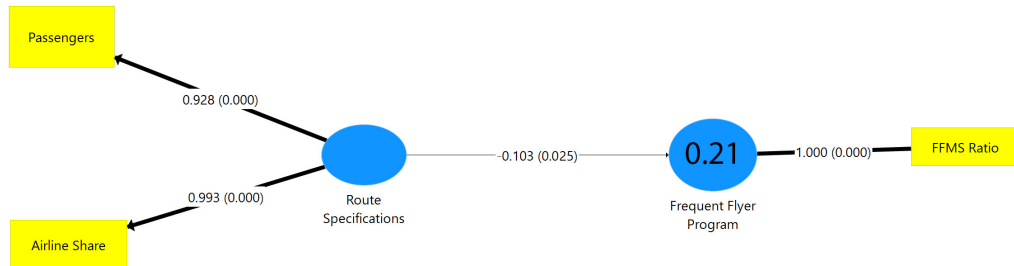 Passengers
0.928 (0.000)
0.21
-0.103 (0.025)
1.000 (0.000)
FFMS Ratio
0.993 (0.000)
Route
Specifications
Frequent Flyer
Program
Airline Share